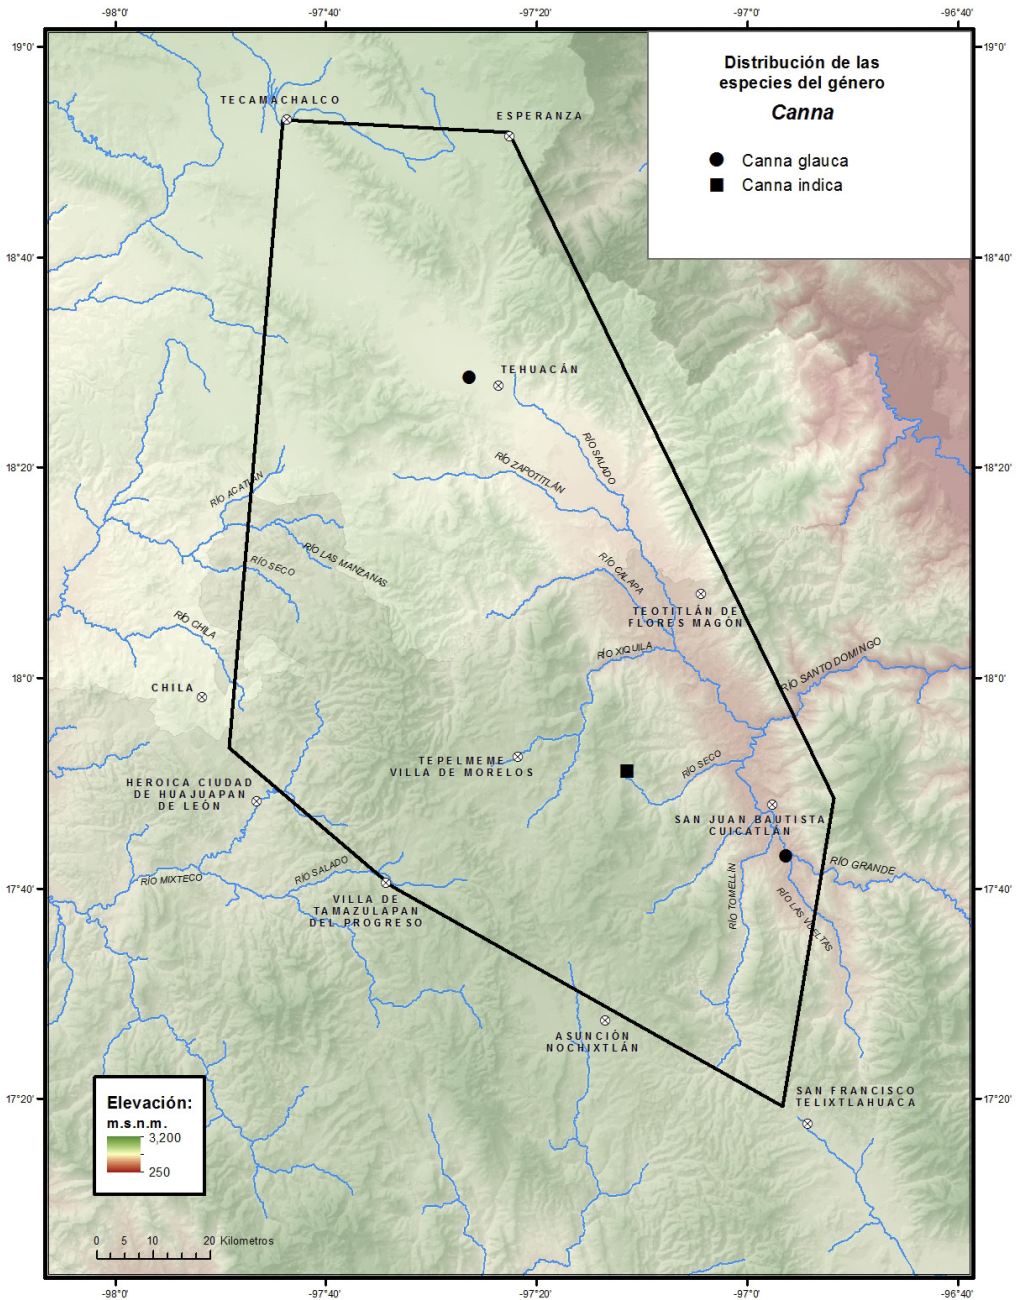 -98°0'
-97°40'
-97°20'
-97°0'
-96°40'
19°0'
19°0'
Distribución de las
especies del género
Canna
Canna glauca
Canna indica
TECAMACHALCO
ESPERANZA
18°40'
18°40'
TEHUACÁN
RÍO SALADO
RÍO ZAPOTITLÁN
18°20'
18°20'
RÍO ACATLÁN
RÍO LAS MANZANAS
RÍO SECO
RÍO CALAPA
TEOTITLÁN DE
FLORES MAGÓN
RÍO CHILA
RÍO XIQUILA
RÍO SANTO DOMINGO
18°0'
18°0'
CHILA
TEPELMEME
VILLA DE MORELOS
RÍO SECO
HEROICA CIUDAD
DE HUAJUAPAN
DE LEÓN
SAN JUAN BAUTISTA
CUICATLÁN
RÍO GRANDE
RÍO SALADO
RÍO MIXTECO
17°40'
17°40'
RÍO TOMELLÍN
RÍO LAS VUELTAS
VILLA DE
TAMAZULAPAN
DEL PROGRESO
ASUNCIÓN
NOCHIXTLÁN
SAN FRANCISCO
TELIXTLAHUACA
17°20'
17°20'
Elevación:
m.s.n.m.
3,200
250
0 5 10 20 Kilometros
-98°0'
-97°40'
-97°20'
-97°0'
-96°40'